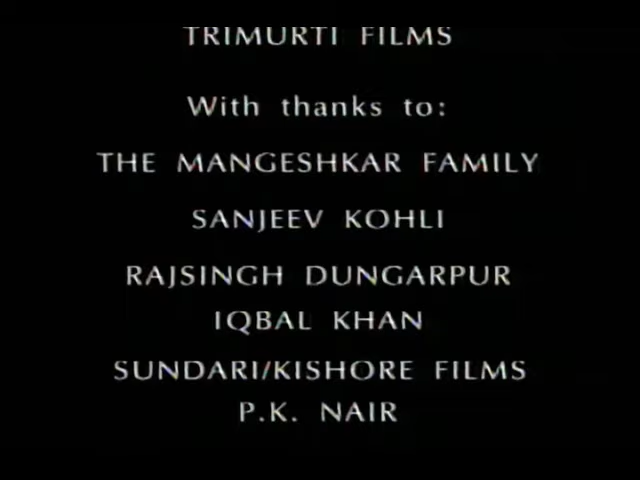 TRIMURTI FILMS
With thanks to:
THE MANGESHKAR FAMILY
SANJEEV KOHLI
RAJSINGH DUNGARPUR
IQBAL KHAN
SUNDARI/KISHORE FILMS
P.K. NAIR